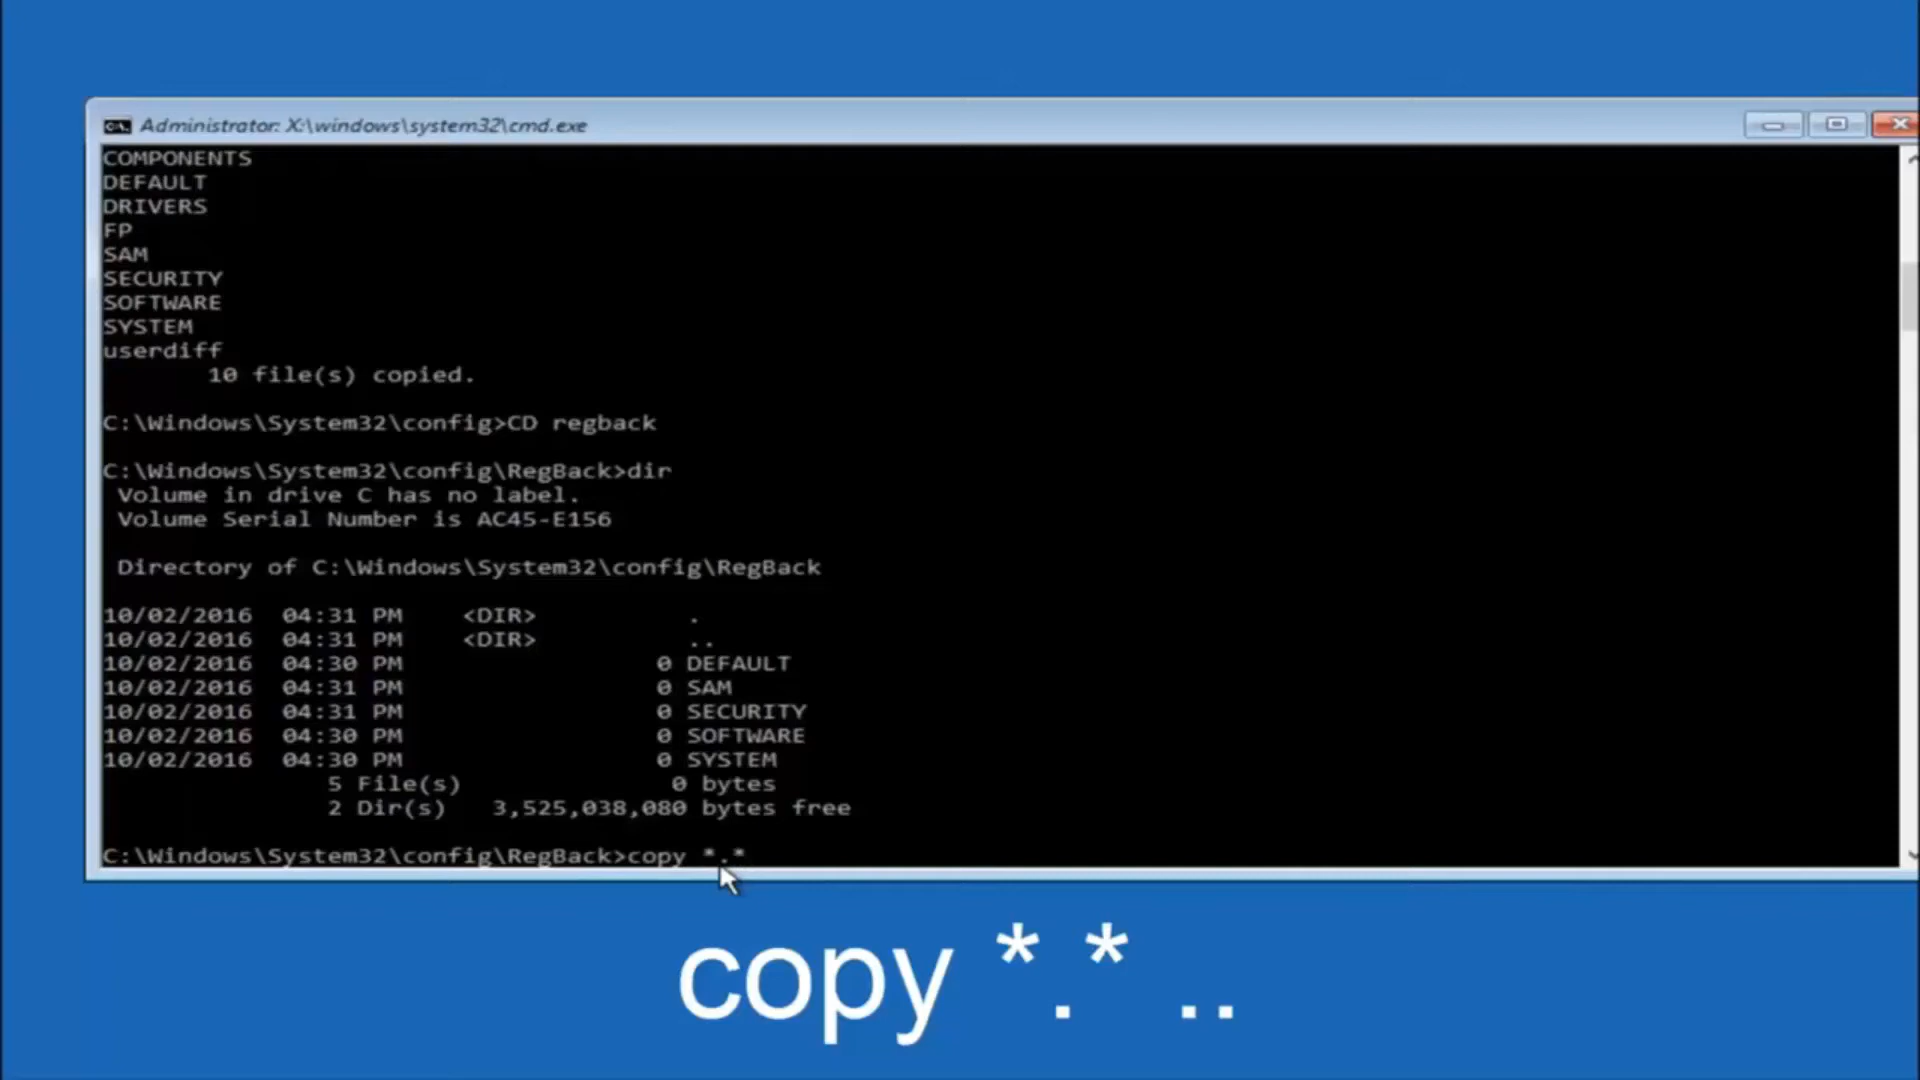 Administrator: X:\windows\system32\cmd.exe
COMPONENTS
DEFAULT
DRIVERS
FP
SAM
SECURITY
SOFTWARE
SYSTEM
userdiff
10 file(s) copied.
C:\Windows\System32\config>CD regback
C:\Windows\System32\config\RegBack>dir
Volume in drive C has no label.
Volume Serial Number is AC45-E156
Directory of C:\Windows\System32\config\RegBack
10/02/2016 04:31 PM <DIR> .
10/02/2016 04:31 PM <DIR> ..
10/02/2016 04:30 PM 0 DEFAULT
10/02/2016 04:31 PM 0 SAM
10/02/2016 04:31 PM 0 SECURITY
10/02/2016 04:30 PM 0 SOFTWARE
10/02/2016 04:30 PM 0 SYSTEM
5 File(s) 0 bytes
2 Dir(s) 3,525,038,080 bytes free
C:\Windows\System32\config\RegBack>copy *.*
copy *.* ..